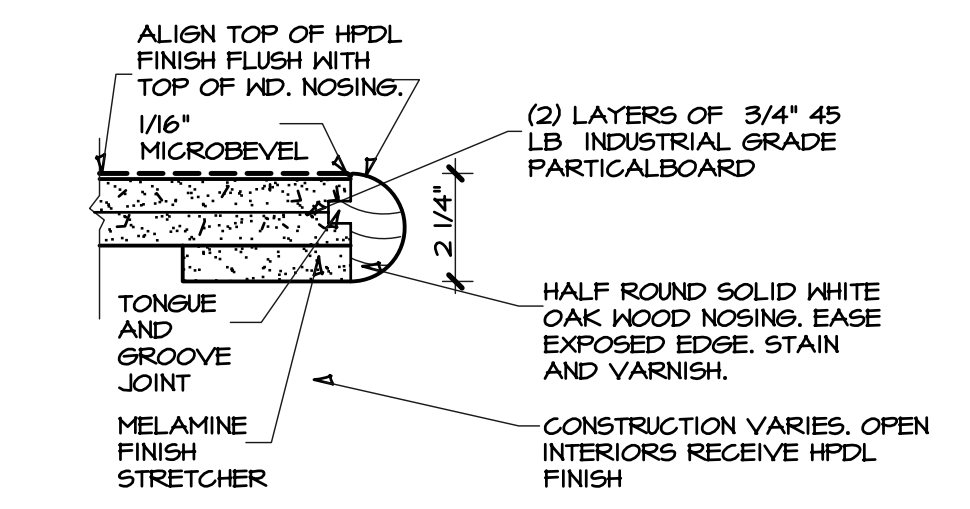 ALIGN TOP OF HPDL
FINISH FLUSH WITH
TOP OF WD. NOSING.
1/16"
MICROBEVEL
(2) LAYERS OF 3/4" 45
LB INDUSTRIAL GRADE
PARTICALBOARD
2 1/4"
TONGUE
AND
GROOVE
JOINT
HALF ROUND SOLID WHITE
OAK WOOD NOSING. EASE
EXPOSED EDGE. STAIN
AND VARNISH.
MELAMINE
FINISH
STRETCHER
CONSTRUCTION VARIES. OPEN
INTERIORS RECEIVE HPDL
FINISH